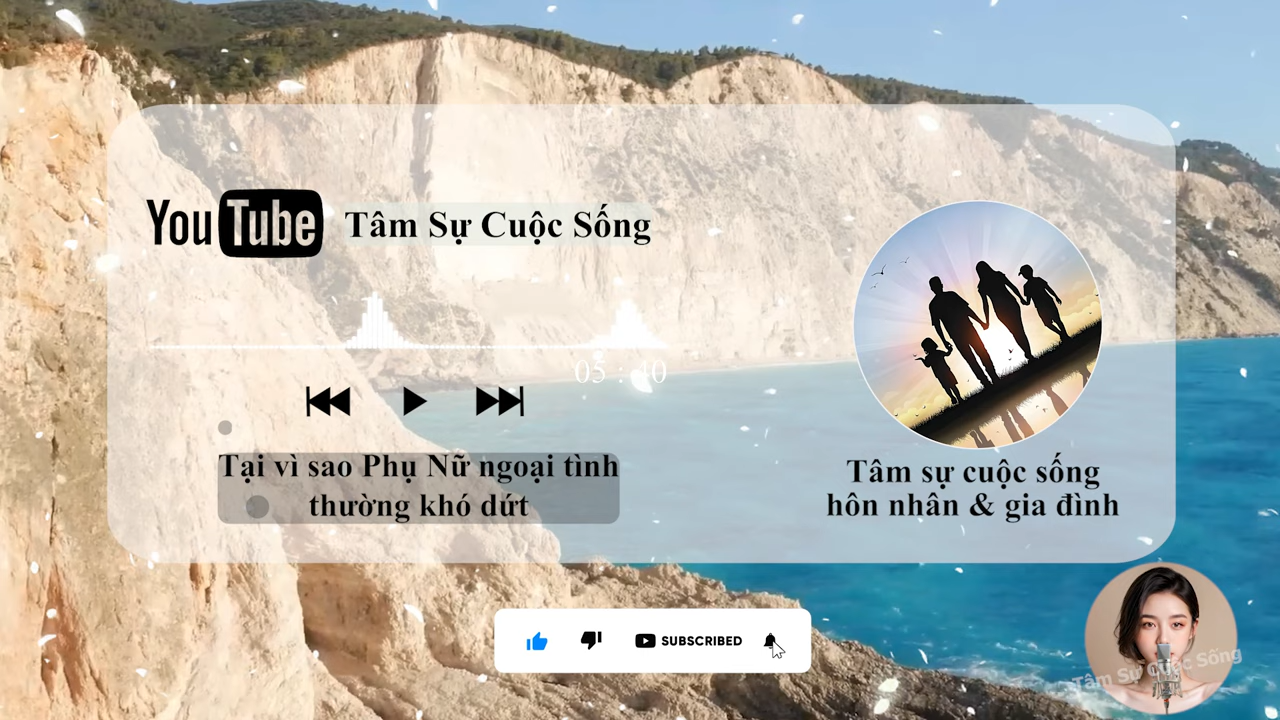 YouTube
Tâm Sự Cuộc Sống
05 : 40
Tại vì sao Phụ Nữ ngoại tình
thường khó dứt
Tâm sự cuộc sống
hôn nhân & gia đình
SUBSCRIBED
Tâm Sự Cuộc Sống